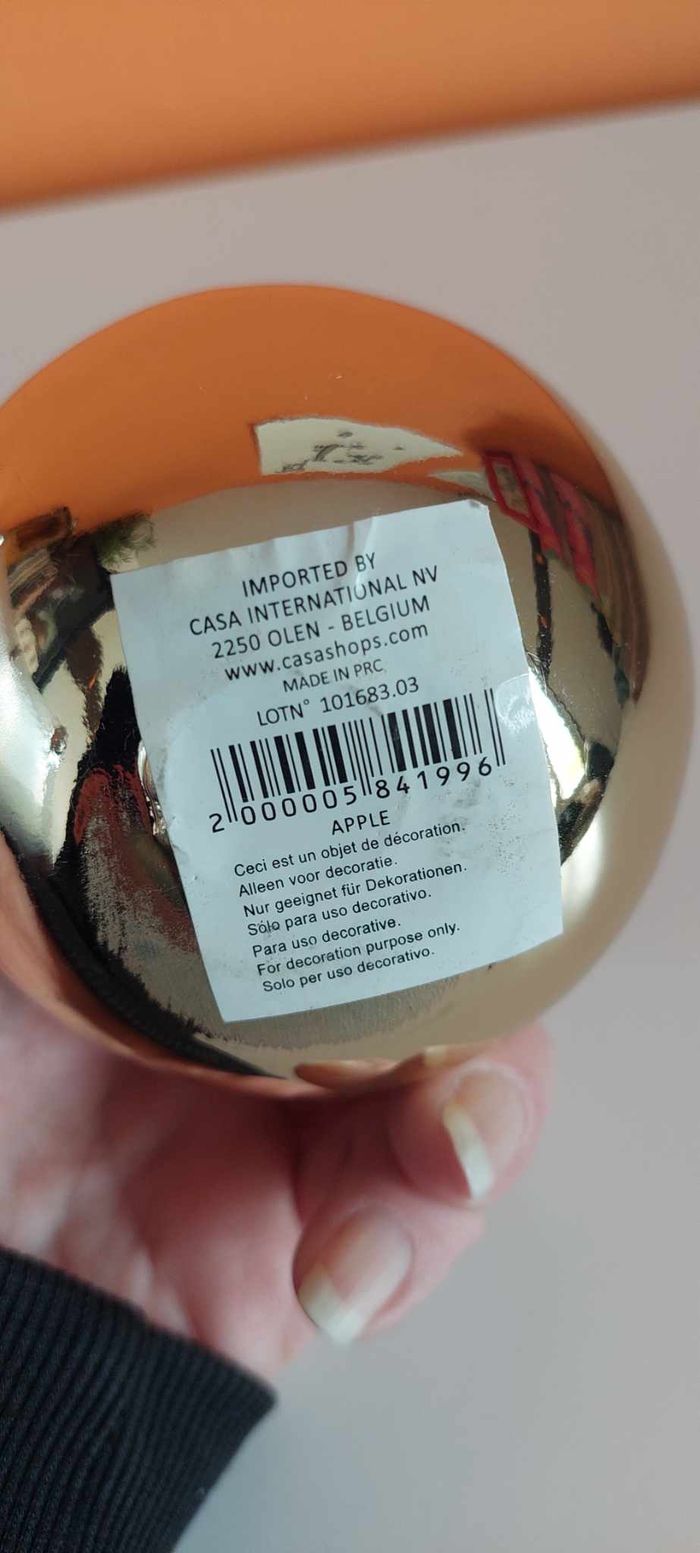 IMPORTED BY
CASA INTERNATIONAL NV
2250 OLEN - BELGIUM
www.casashops.com
MADE IN PRC
LOTN° 101683.03
2 000005 841996
APPLE
Ceci est un objet de décoration.
Alleen voor decoratie.
Nur geeignet für Dekorationen.
Sólo para uso decorativo.
Para uso decorative.
For decoration purpose only.
Solo per uso decorativo.